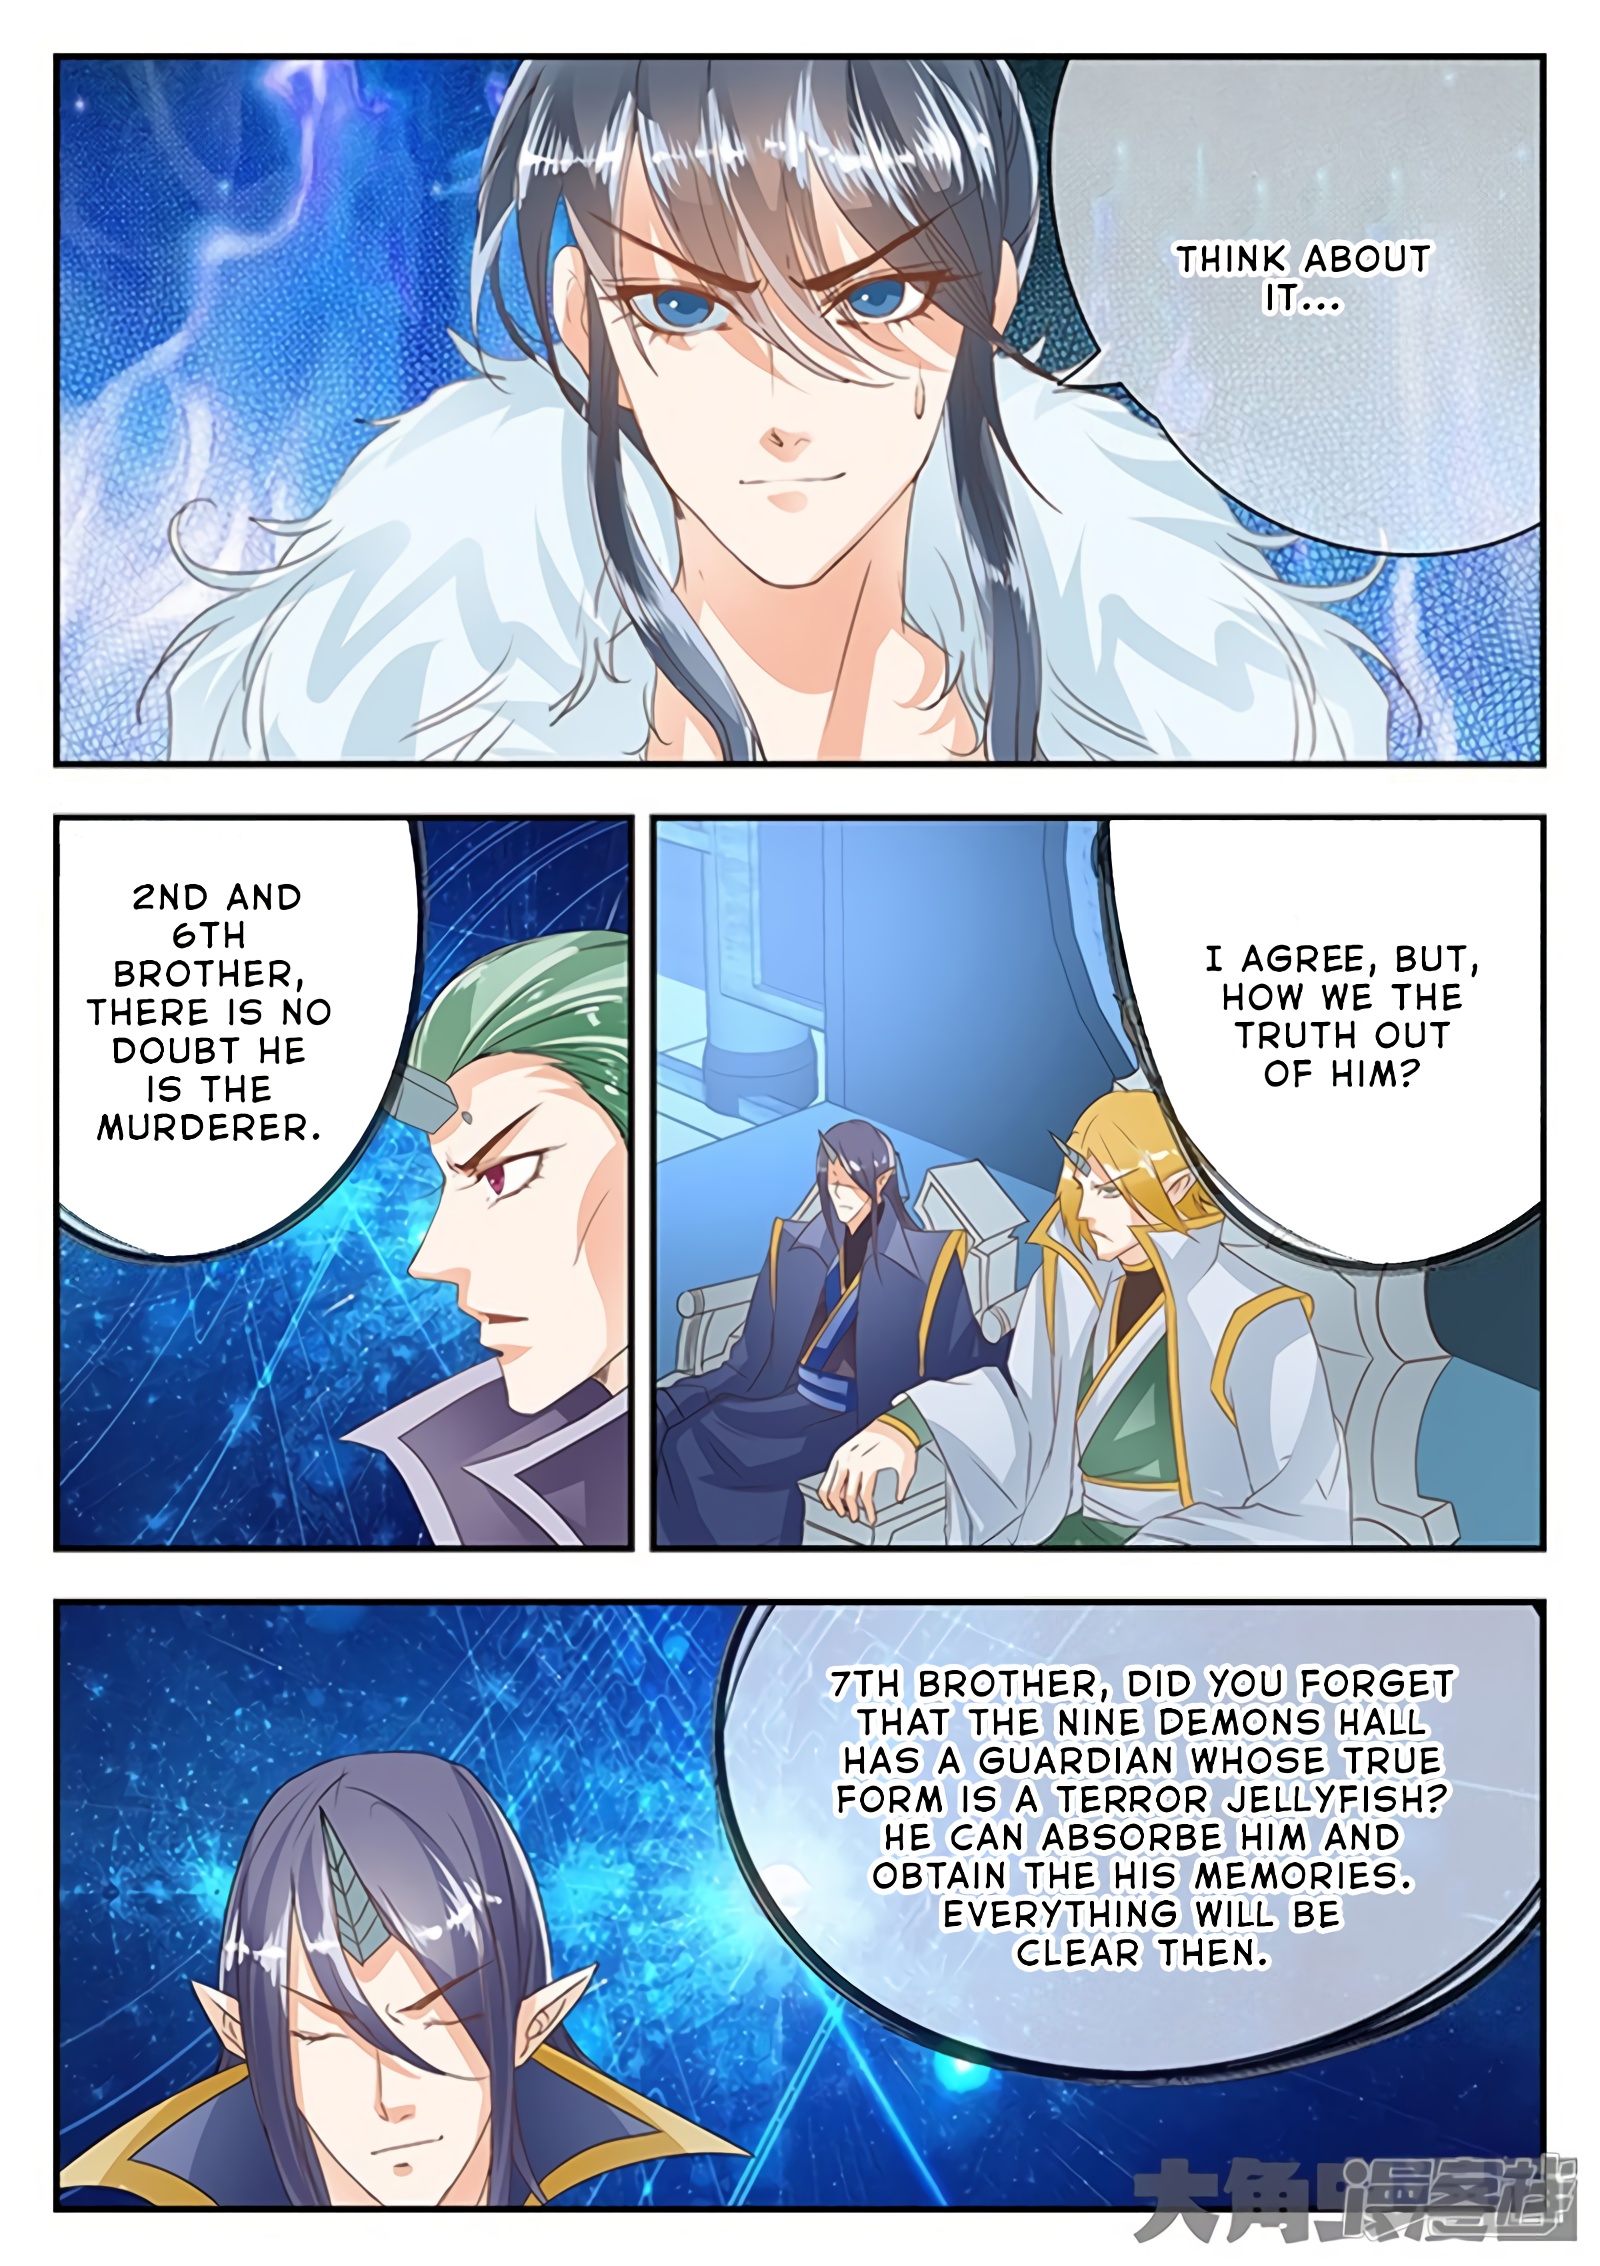 THINK ABOUT
IT...
2ND AND
6TH
BROTHER,
THERE IS NO
DOUBT HE
IS THE
MURDERER.
I AGREE, BUT,
HOW WE THE
TRUTH OUT
OF HIM?
7TH BROTHER, DID YOU FORGET
THAT THE NINE DEMONS HALL
HAS A GUARDIAN WHOSE TRUE
FORM IS A TERROR JELLYFISH?
HE CAN ABSORBE HIM AND
OBTAIN THE HIS MEMORIES.
EVERYTHING WILL BE
CLEAR THEN.
大角虫漫画